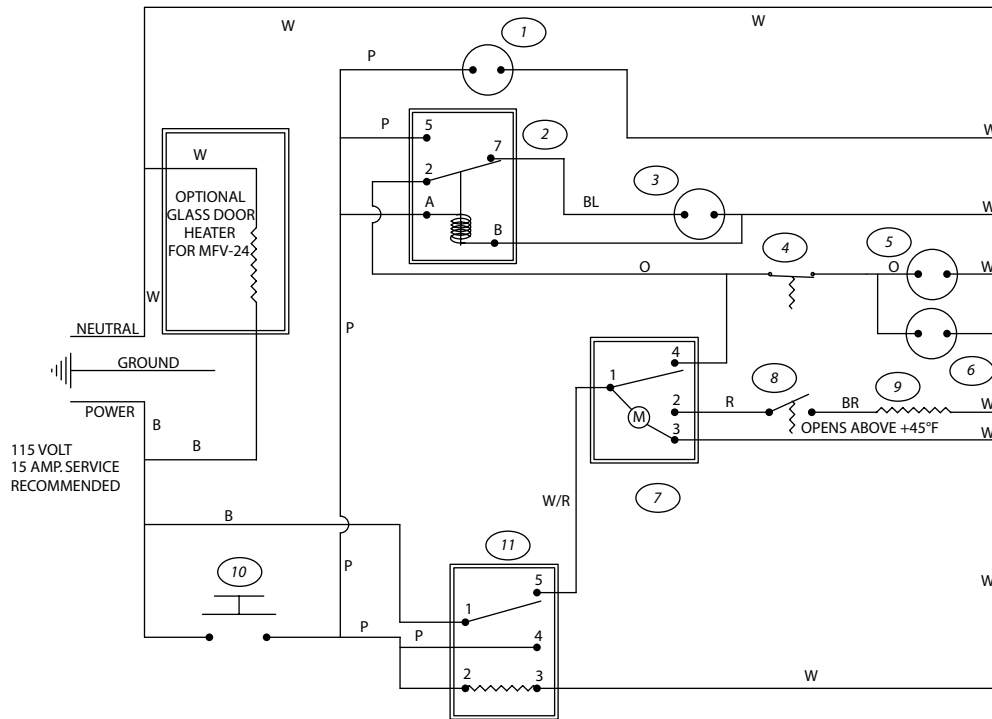 W
W
W
1
P
P
5
7
2
2
W
W
OPTIONAL
GLASS DOOR
HEATER
FOR MFV-24
A
B
BL
3
W
4
O
O
5
W
W
NEUTRAL
GROUND
POWER
P
4
1
M
2
3
8
R
BR
9
6
W
OPENS ABOVE +45°F
W
7
B
B
115 VOLT
15 AMP. SERVICE
RECOMMENDED
W/R
B
11
10
P
5
1
P
P
4
2
3
W
W